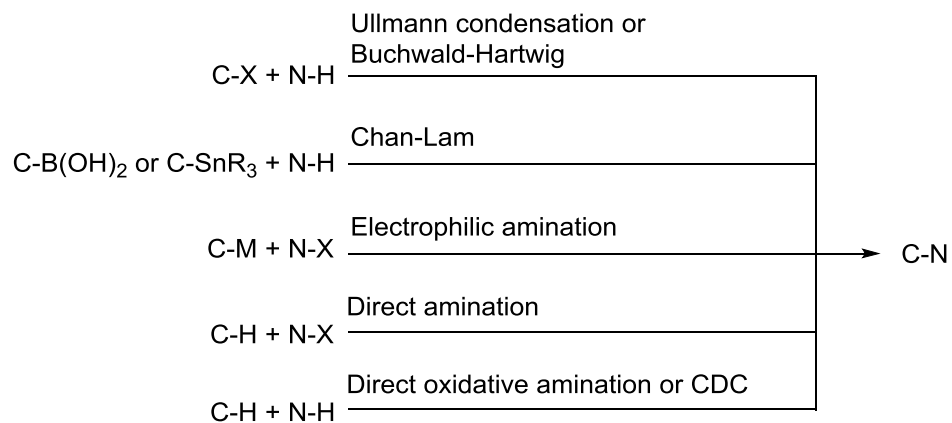 Ullmann condensation or
Buchwald-Hartwig
C-X + N-H
Chan-Lam
C-B(OH)₂ or C-SnR₃ + N-H
Electrophilic amination
C-M + N-X
C-N
Direct amination
C-H + N-X
Direct oxidative amination or CDC
C-H + N-H